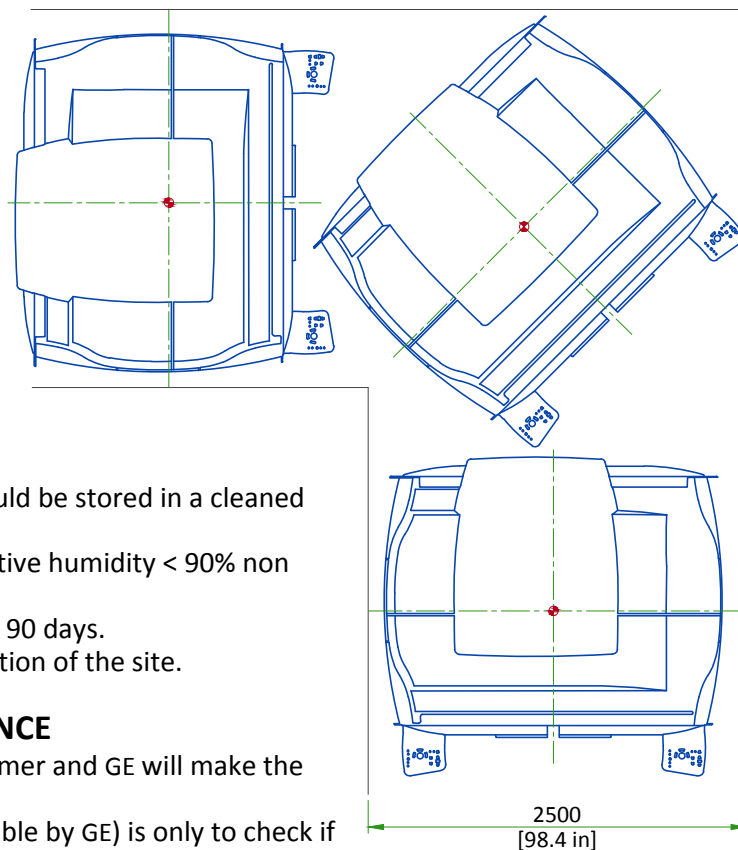 uld be stored in a cleaned
tive humidity < 90% non
90 days.
tion of the site.
NCE
mer and GE will make the
ble by GE) is only to check if
2500
[98.4 in]